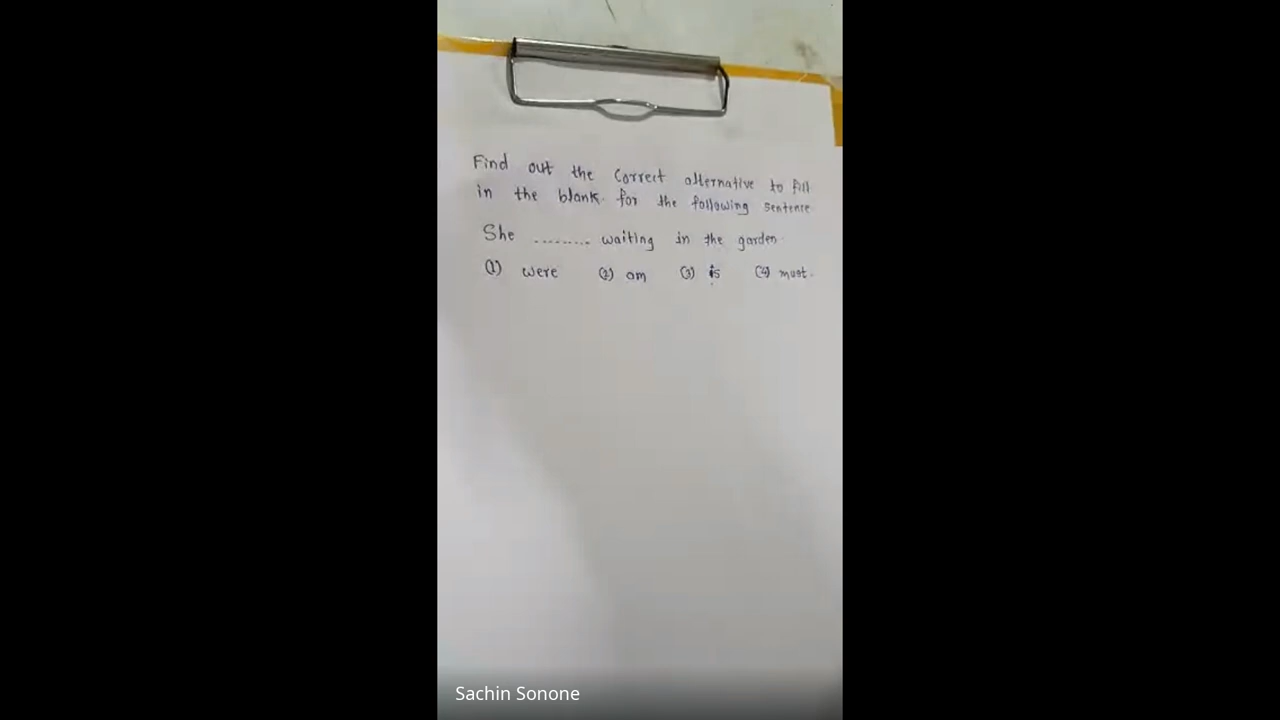 Find out the correct alternative to fill
in the blank for the following sentence
She ......... waiting in the garden.
(1) were (2) am (3) is (4) must.
Sachin Sonone